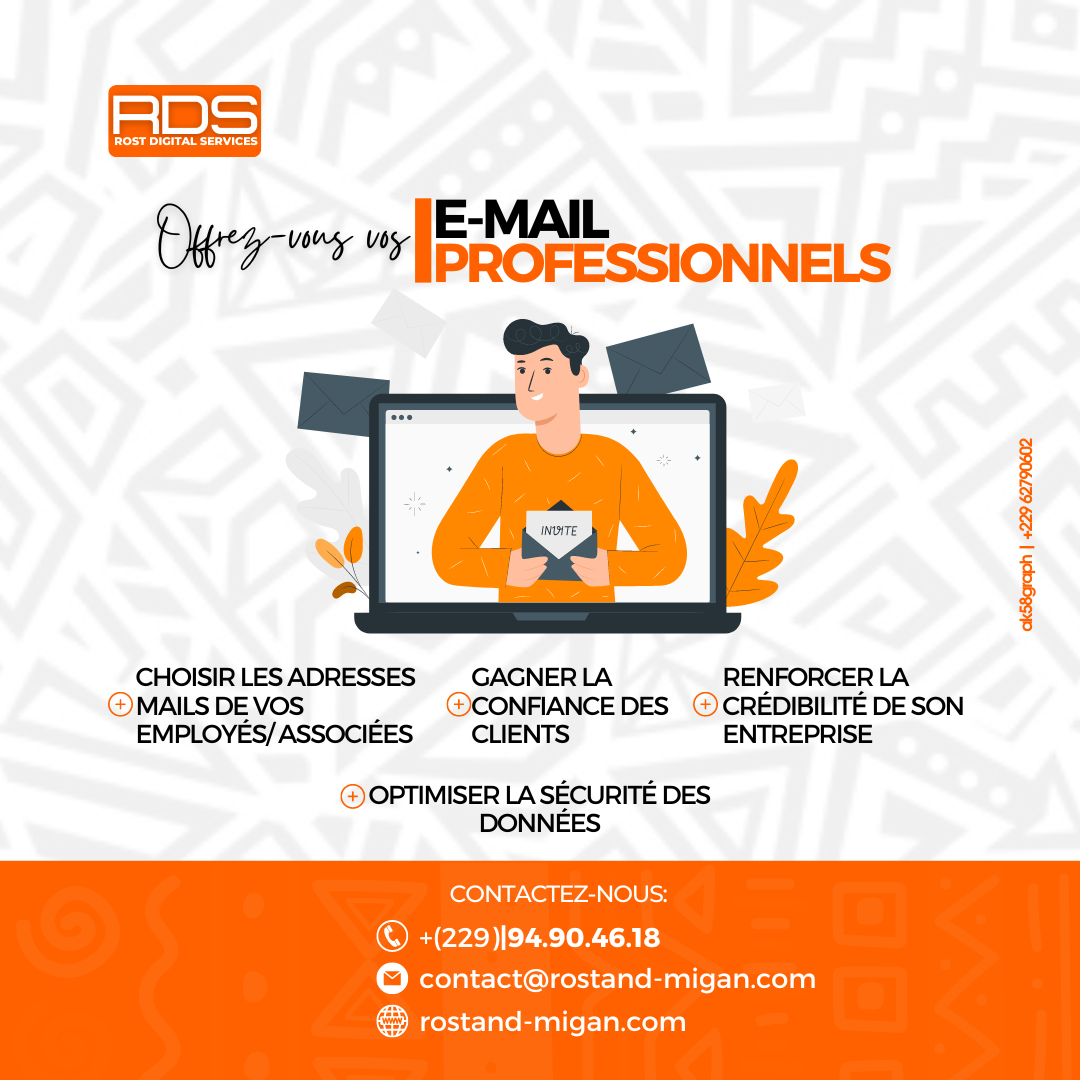 RDS
ROST DIGITAL SERVICES
Offrez-vous vos
E-MAIL
PROFESSIONNELS
INVITE
ak58graph | +229 62790602
CHOISIR LES ADRESSES
MAILS DE VOS
EMPLOYÉS/ ASSOCIÉES
GAGNER LA
CONFIANCE DES
CLIENTS
RENFORCER LA
CRÉDIBILITÉ DE SON
ENTREPRISE
OPTIMISER LA SÉCURITÉ DES
DONNÉES
CONTACTEZ-NOUS:
+(229)|94.90.46.18
contact@rostand-migan.com
rostand-migan.com